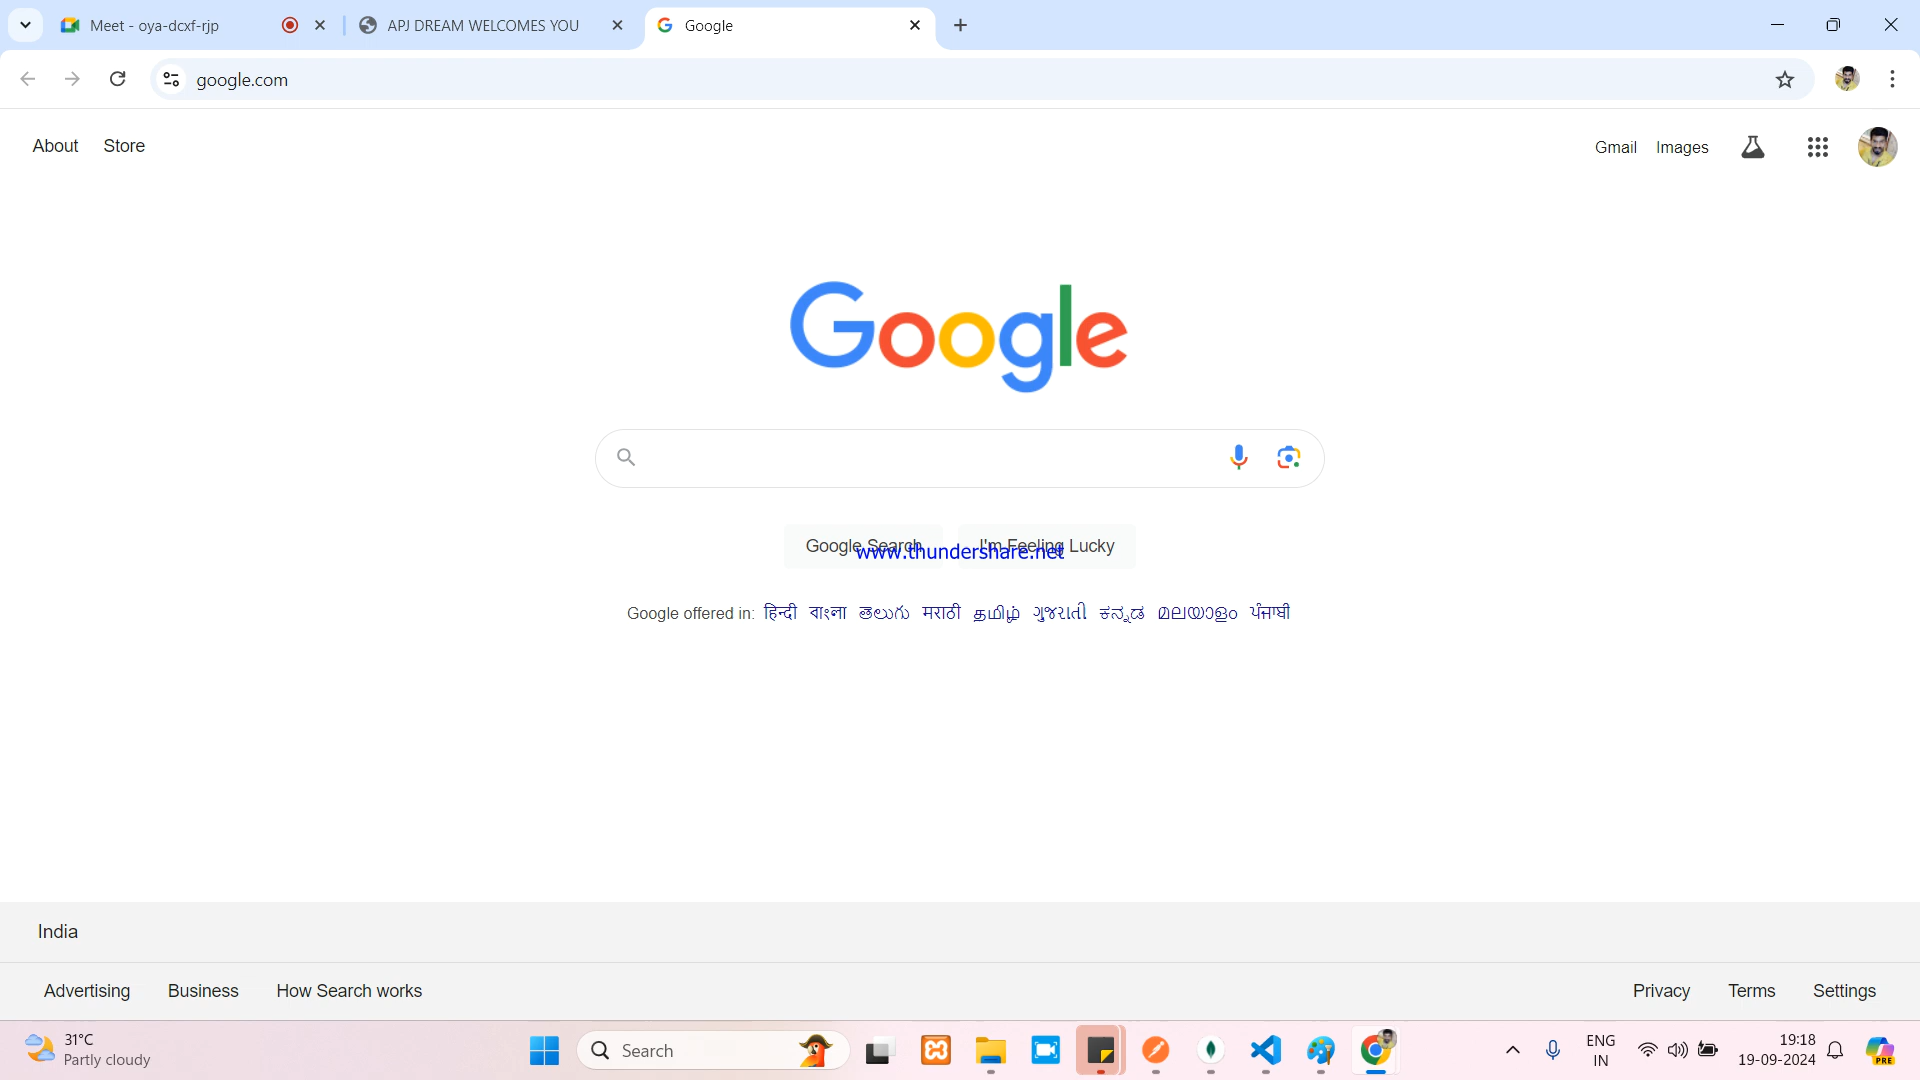 Meet - oya-dcxf-rjp
APJ DREAM WELCOMES YOU
Google
google.com
About Store
Gmail Images
Google
Google Search I'm Feeling Lucky
www.thundershare.net
Google offered in: हिन्दी বাংলা తెలుగు मराठी தமிழ் ગુજરાતી ಕನ್ನಡ മലയാളം ਪੰਜਾਬੀ
India
Advertising Business How Search works
Privacy Terms Settings
31°C
Partly cloudy
Search
ENG
IN
19:18
19-09-2024
PRE